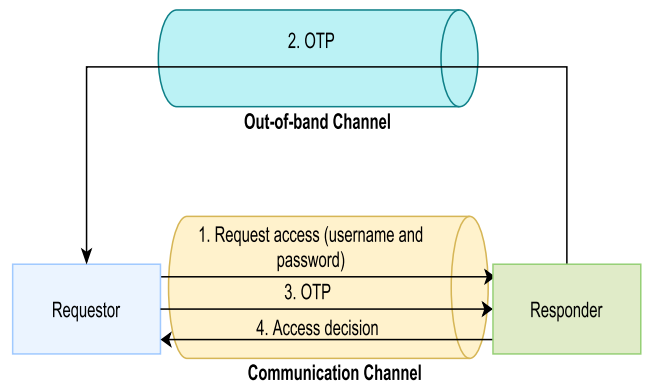 2. OTP
Out-of-band Channel
1. Request access (username and
password)
Requestor
3. OTP
Responder
4. Access decision
Communication Channel